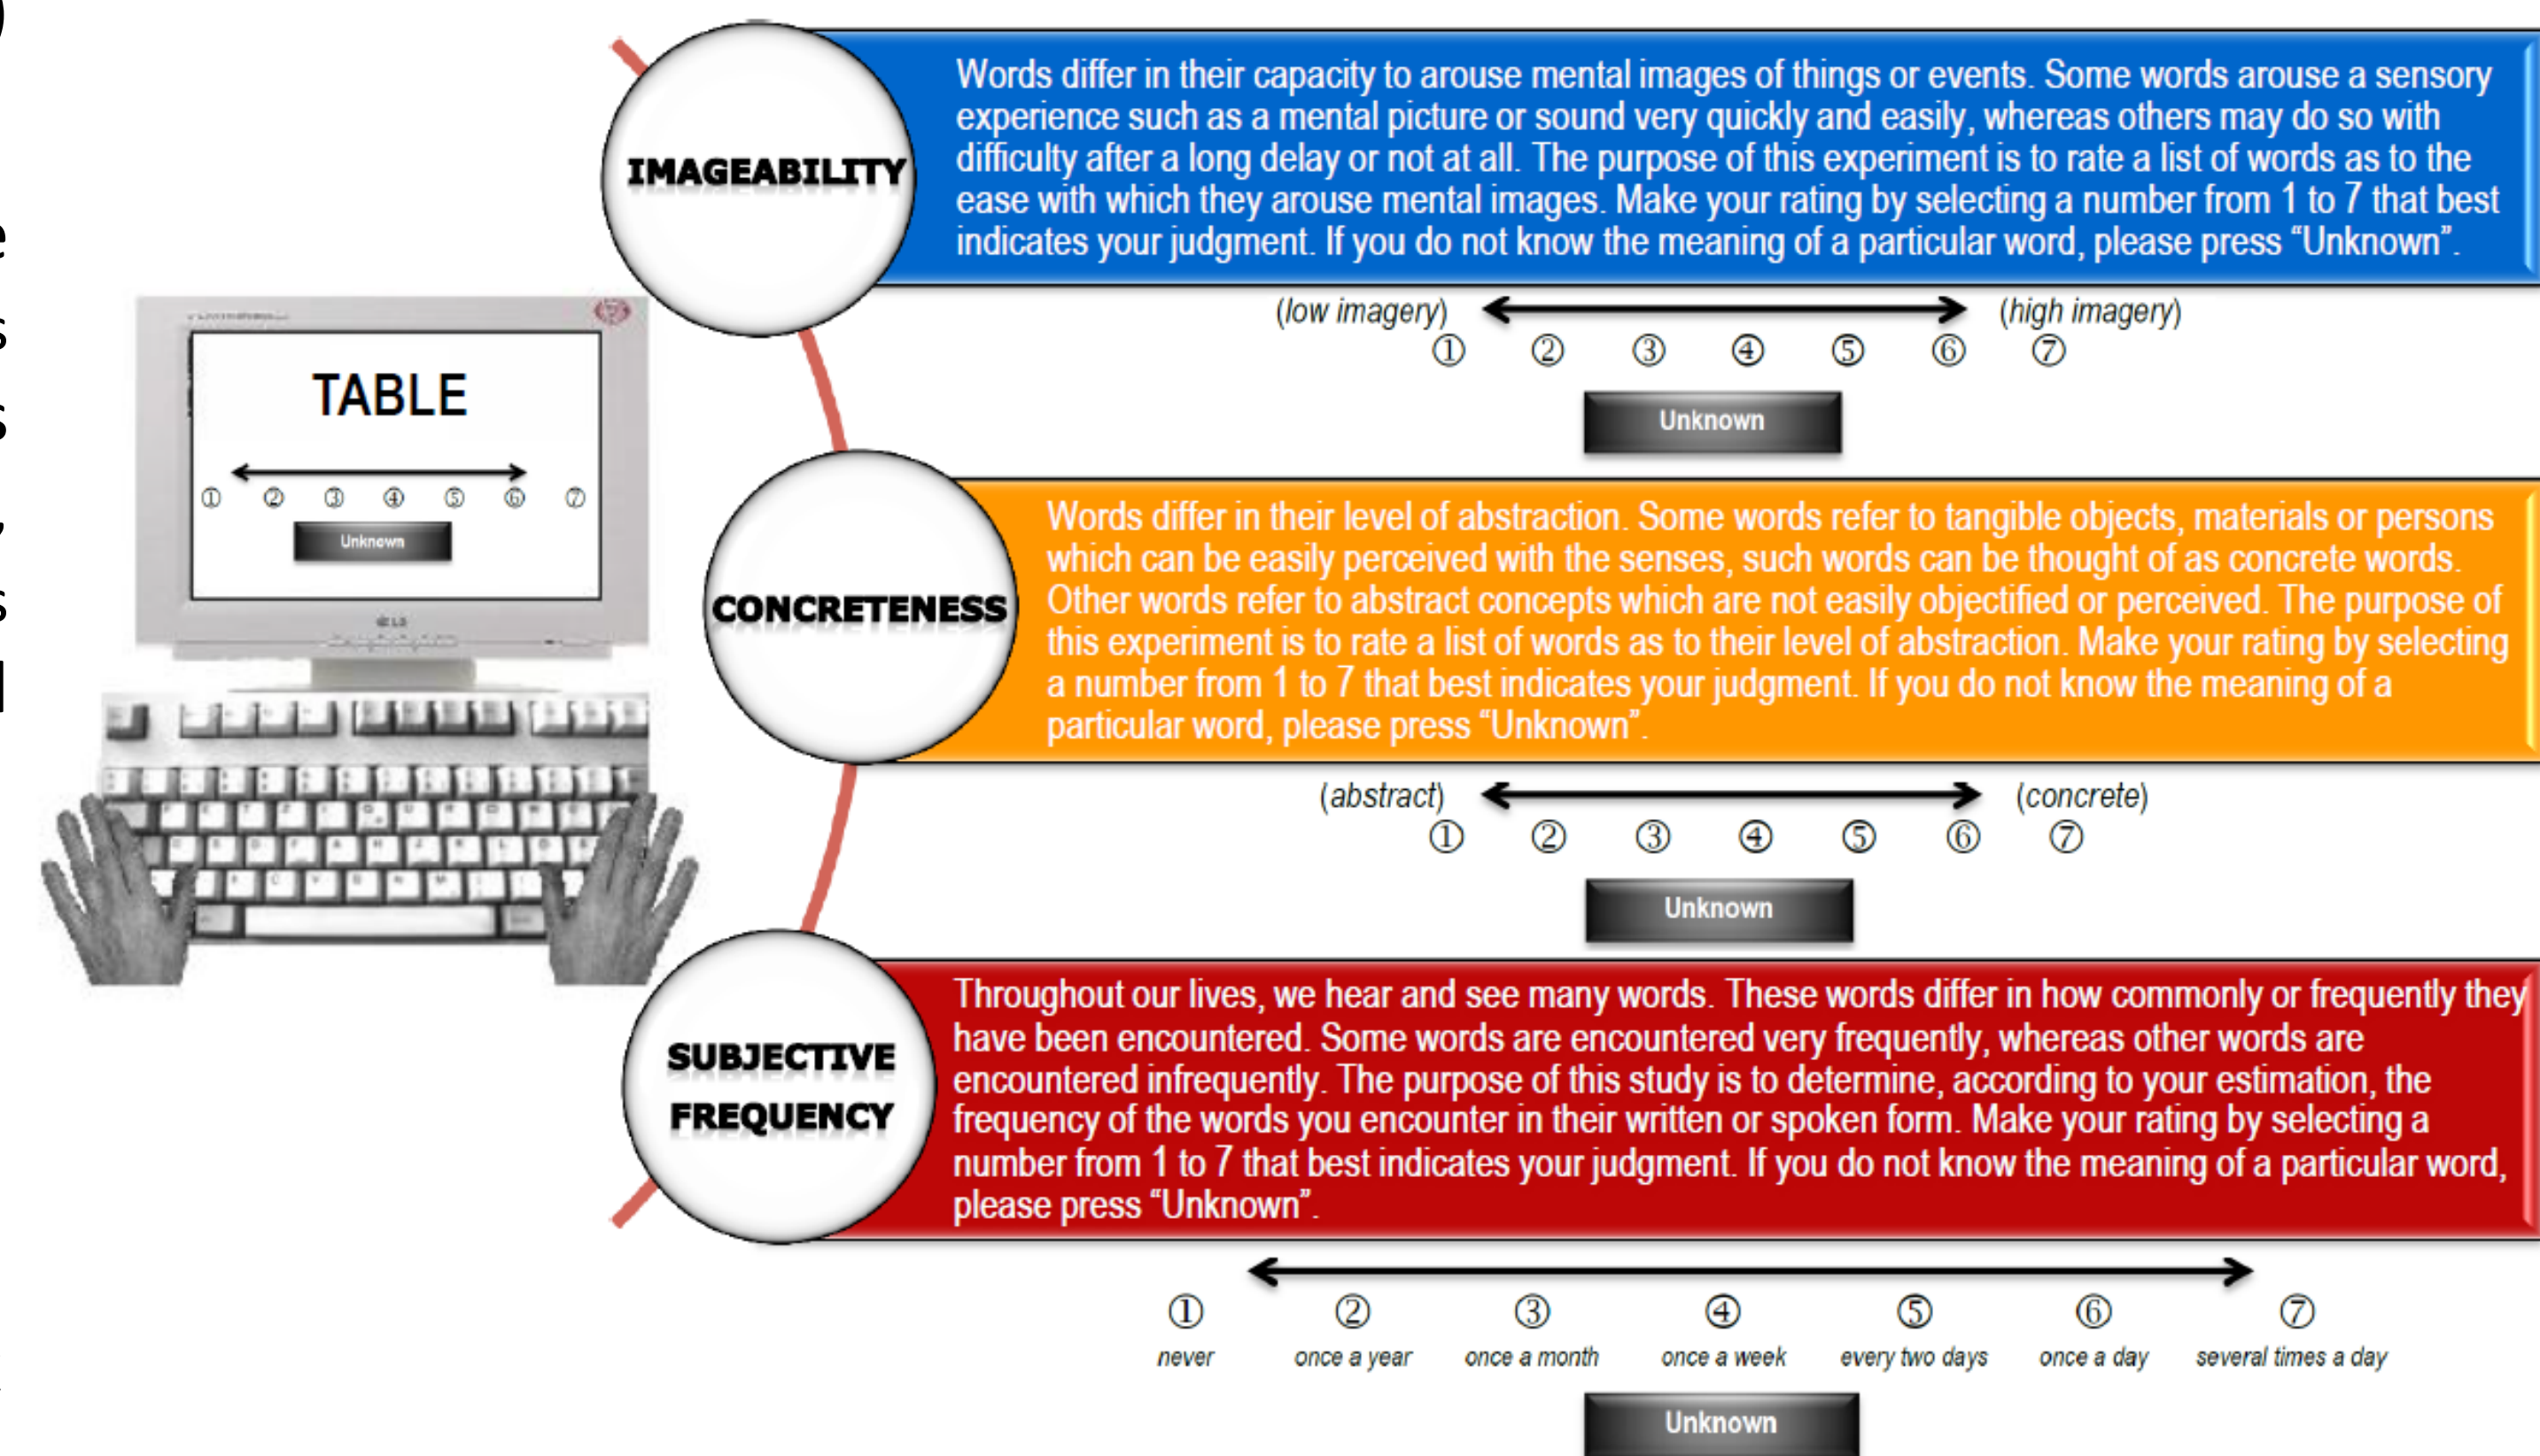 )
e
s
s
,
s
TABLE
① ② ③ ④ ⑤ ⑥ ⑦
Unknown
LG
IMAGEABILITY
Words differ in their capacity to arouse mental images of things or events. Some words arouse a sensory
experience such as a mental picture or sound very quickly and easily, whereas others may do so with
difficulty after a long delay or not at all. The purpose of this experiment is to rate a list of words as to the
ease with which they arouse mental images. Make your rating by selecting a number from 1 to 7 that best
indicates your judgment. If you do not know the meaning of a particular word, please press “Unknown”.
(low imagery) (high imagery)
① ② ③ ④ ⑤ ⑥ ⑦
Unknown
CONCRETENESS
Words differ in their level of abstraction. Some words refer to tangible objects, materials or persons
which can be easily perceived with the senses, such words can be thought of as concrete words.
Other words refer to abstract concepts which are not easily objectified or perceived. The purpose of
this experiment is to rate a list of words as to their level of abstraction. Make your rating by selecting
a number from 1 to 7 that best indicates your judgment. If you do not know the meaning of a
particular word, please press “Unknown”.
(abstract) (concrete)
① ② ③ ④ ⑤ ⑥ ⑦
Unknown
SUBJECTIVE
FREQUENCY
Throughout our lives, we hear and see many words. These words differ in how commonly or frequently they
have been encountered. Some words are encountered very frequently, whereas other words are
encountered infrequently. The purpose of this study is to determine, according to your estimation, the
frequency of the words you encounter in their written or spoken form. Make your rating by selecting a
number from 1 to 7 that best indicates your judgment. If you do not know the meaning of a particular word,
please press “Unknown”.
① ② ③ ④ ⑤ ⑥ ⑦
never once a year once a month once a week every two days once a day several times a day
Unknown